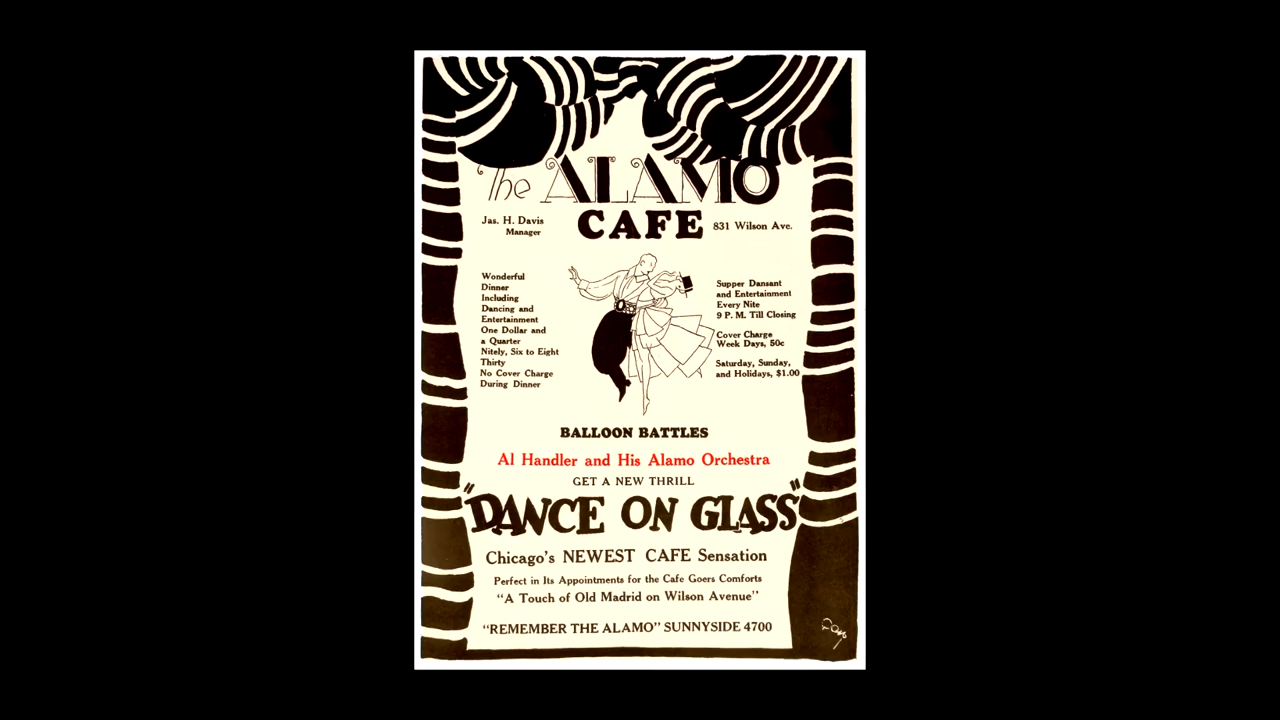 The ALAMO
CAFE
Jas. H. Davis
Manager
831 Wilson Ave.
Wonderful
Dinner
Including
Dancing and
Entertainment
One Dollar and
a Quarter
Nitely, Six to Eight
Thirty
No Cover Charge
During Dinner
Supper Dansant
and Entertainment
Every Nite
9 P. M. Till Closing
Cover Charge
Week Days, 50c
Saturday, Sunday,
and Holidays, $1.00
BALLOON BATTLES
Al Handler and His Alamo Orchestra
GET A NEW THRILL
"DANCE ON GLASS"
Chicago's NEWEST CAFE Sensation
Perfect in Its Appointments for the Cafe Goers Comforts
"A Touch of Old Madrid on Wilson Avenue"
"REMEMBER THE ALAMO" SUNNYSIDE 4700